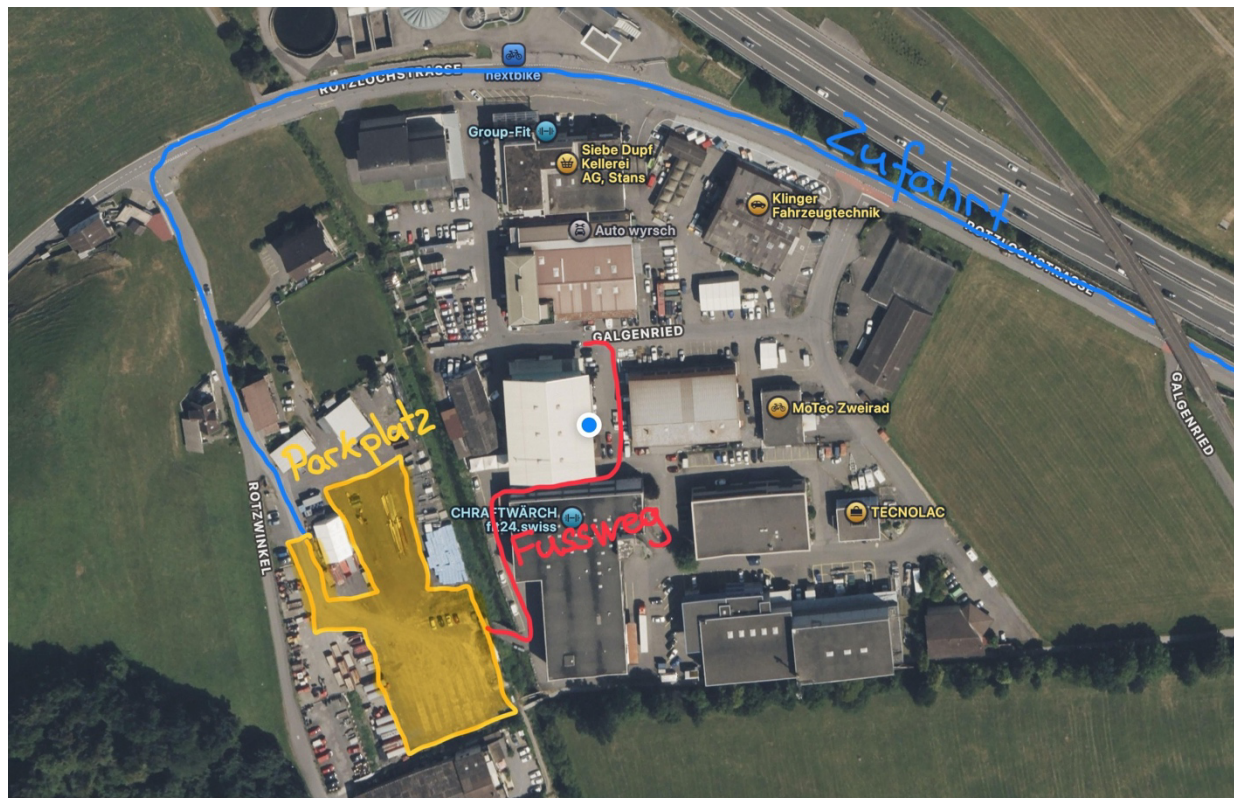 ROTZLOCHSTRASSE
nextbike
Group-Fit
Siebe Dupf
Kellerei
AG, Stans
Zufahrt
Klinger
Fahrzeugtechnik
Auto wyrsch
ROTZLOCHSTRASSE
GALGENRIED
GALGENRIED
MoTec Zweirad
Parkplatz
ROTZWINKEL
CHRAFTWÄRCH
fit24.swiss
Fussweg
TECNOLAC